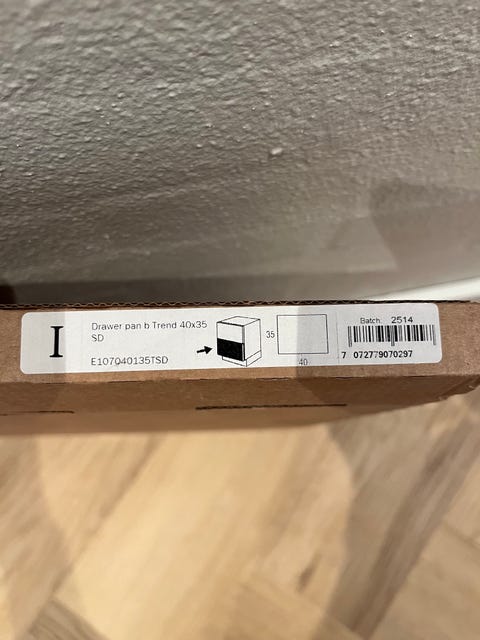 I
Drawer pan b Trend 40x35
SD
E107040135TSD
35
40
Batch: 2514
7 072779070297